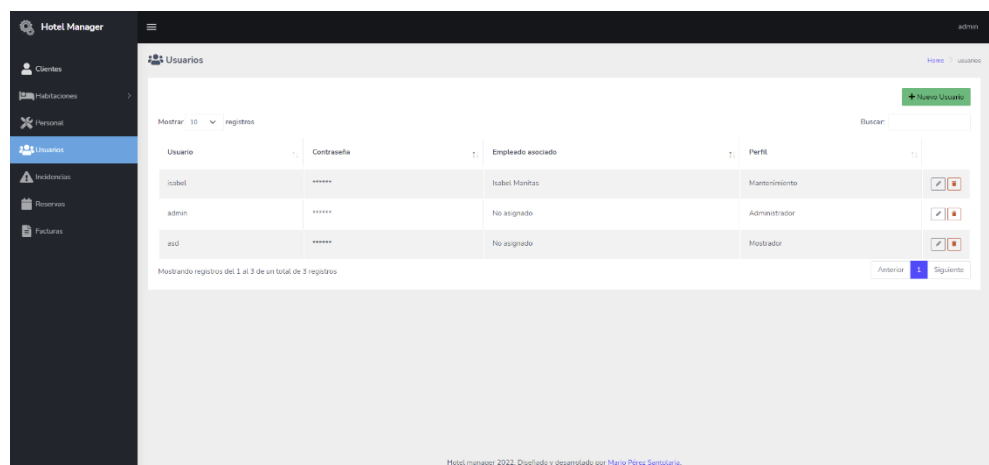 Hotel Manager
admin
Clientes
Habitaciones
Personal
Usuarios
Incidencias
Reservas
Facturas
Usuarios
Home / usuarios
+ Nuevo Usuario
Mostrar 10 registros
Buscar:
Usuario Contraseña Empleado asociado Perfil
isabel ****** Isabel Manitas Mantenimiento
admin ****** No asignado Administrador
asd ****** No asignado Mostrador
Mostrando registros del 1 al 3 de un total de 3 registros
Anterior 1 Siguiente
Hotel manager 2022. Diseñado y desarrollado por Mario Pérez Santolaria.